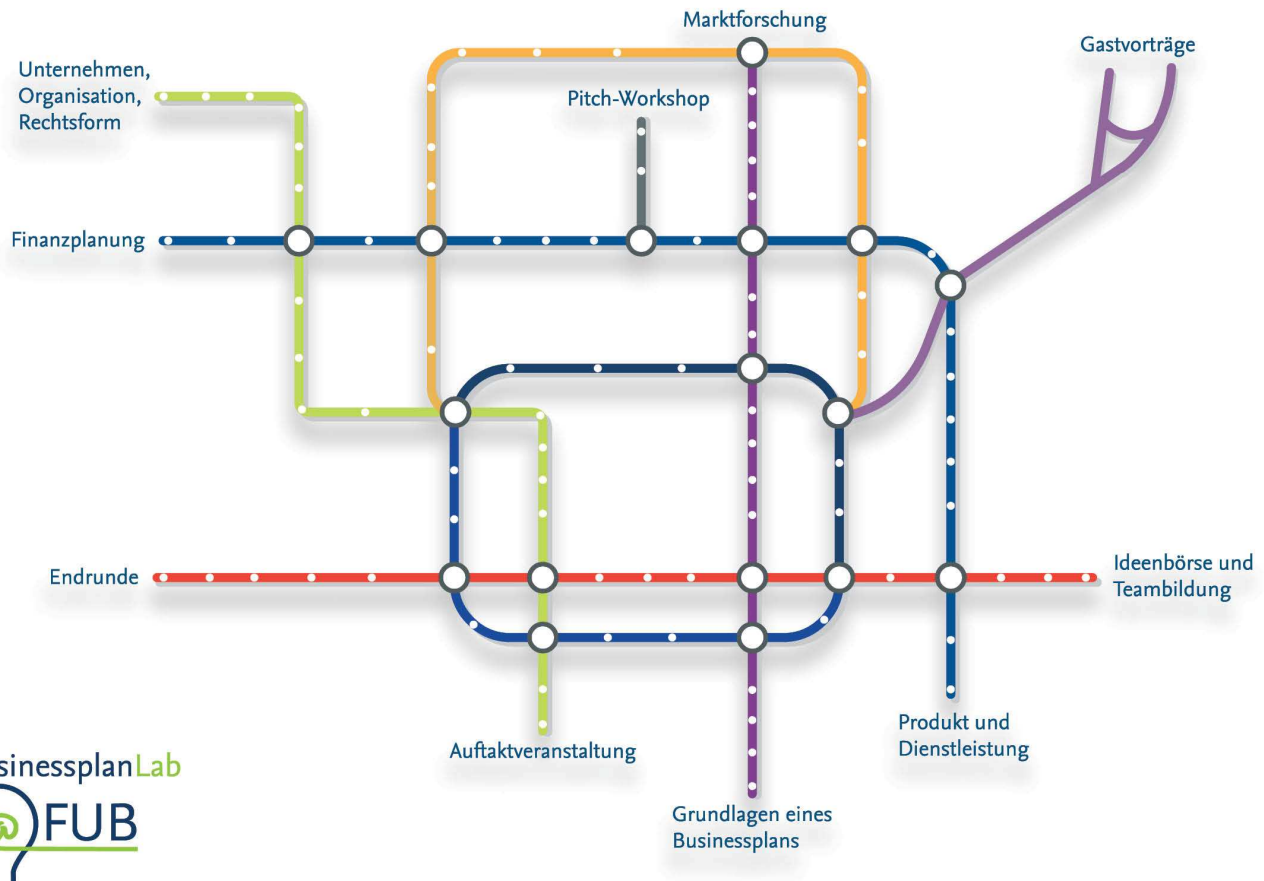 Marktforschung
Gastvorträge
Unternehmen,
Organisation,
Rechtsform
Pitch-Workshop
Finanzplanung
Endrunde
Ideenbörse und
Teambildung
Produkt und
Dienstleistung
Auftaktveranstaltung
Grundlagen eines
Businessplans
sinessplanLab
@FUB